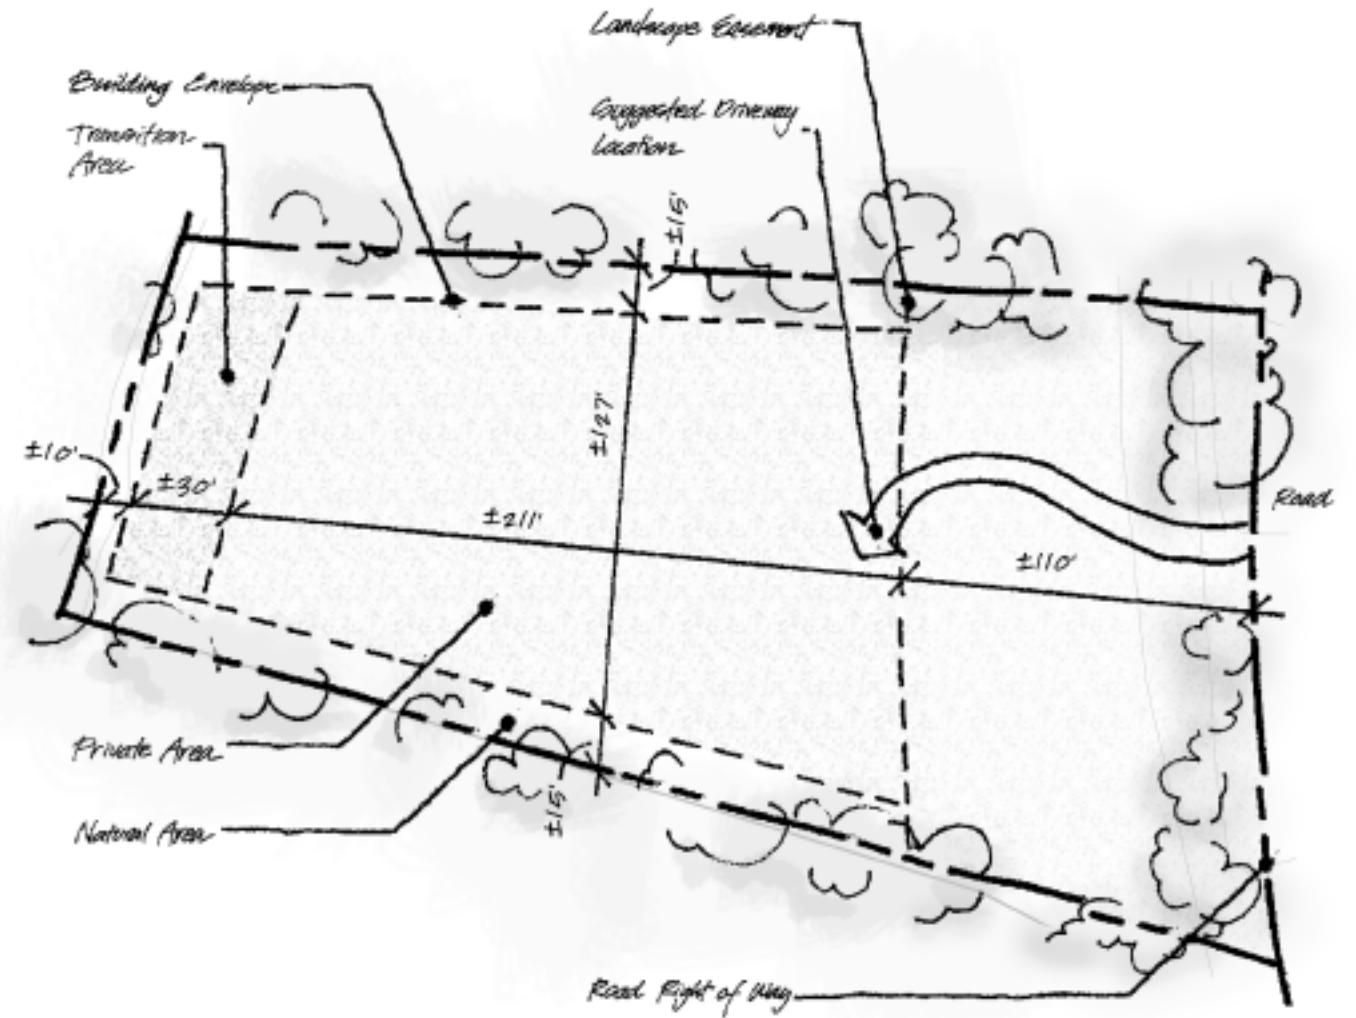 Landscape Easement
Building Envelope
Suggested Driveway
Location
Transition
Area
±15'
±127'
±10'
±30'
±211'
Road
±110'
Private Area
Natural Area
±15'
Road Right of Way